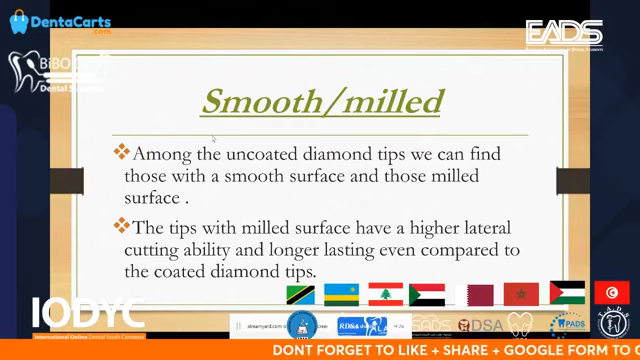 DentaCarts
.com
EADS
BiBO
Dental S
Smooth/milled
Among the uncoated diamond tips we can find
those with a smooth surface and those milled
surface .
The tips with milled surface have a higher lateral
cutting ability and longer lasting even compared to
the coated diamond tips.
IODYC
International Online Dental Youth Congress
DSA
PADS
DONT FORGET TO LIKE + SHARE + GOOGLE FORM TO